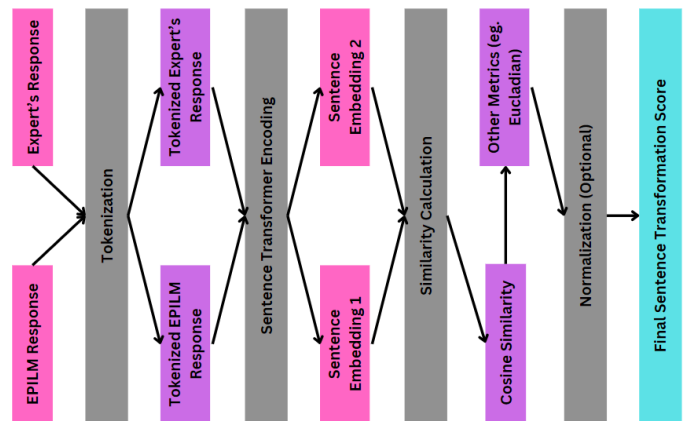 Expert's Response
EPILM Response
Tokenization
Tokenized Expert's
Response
Tokenized EPILM
Response
Sentence Transformer Encoding
Sentence
Embedding 2
Sentence
Embedding 1
Similarity Calculation
Other Metrics (eg.
Eucladian)
Cosine Similarity
Normalization (Optional)
Final Sentence Transformation Score